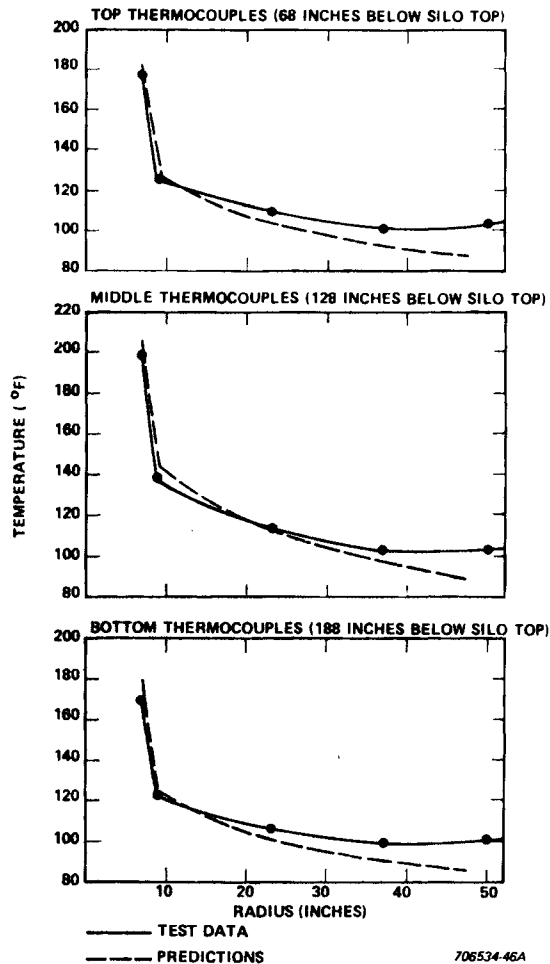 TOP THERMOCOUPLES (68 INCHES BELOW SILO TOP)
200
180
160
140
120
100
80
MIDDLE THERMOCOUPLES (128 INCHES BELOW SILO TOP)
220
200
180
160
140
120
100
80
TEMPERATURE (°F)
BOTTOM THERMOCOUPLES (188 INCHES BELOW SILO TOP)
200
180
160
140
120
100
80
10 20 30 40 50
RADIUS (INCHES)
TEST DATA
PREDICTIONS
706534-46A